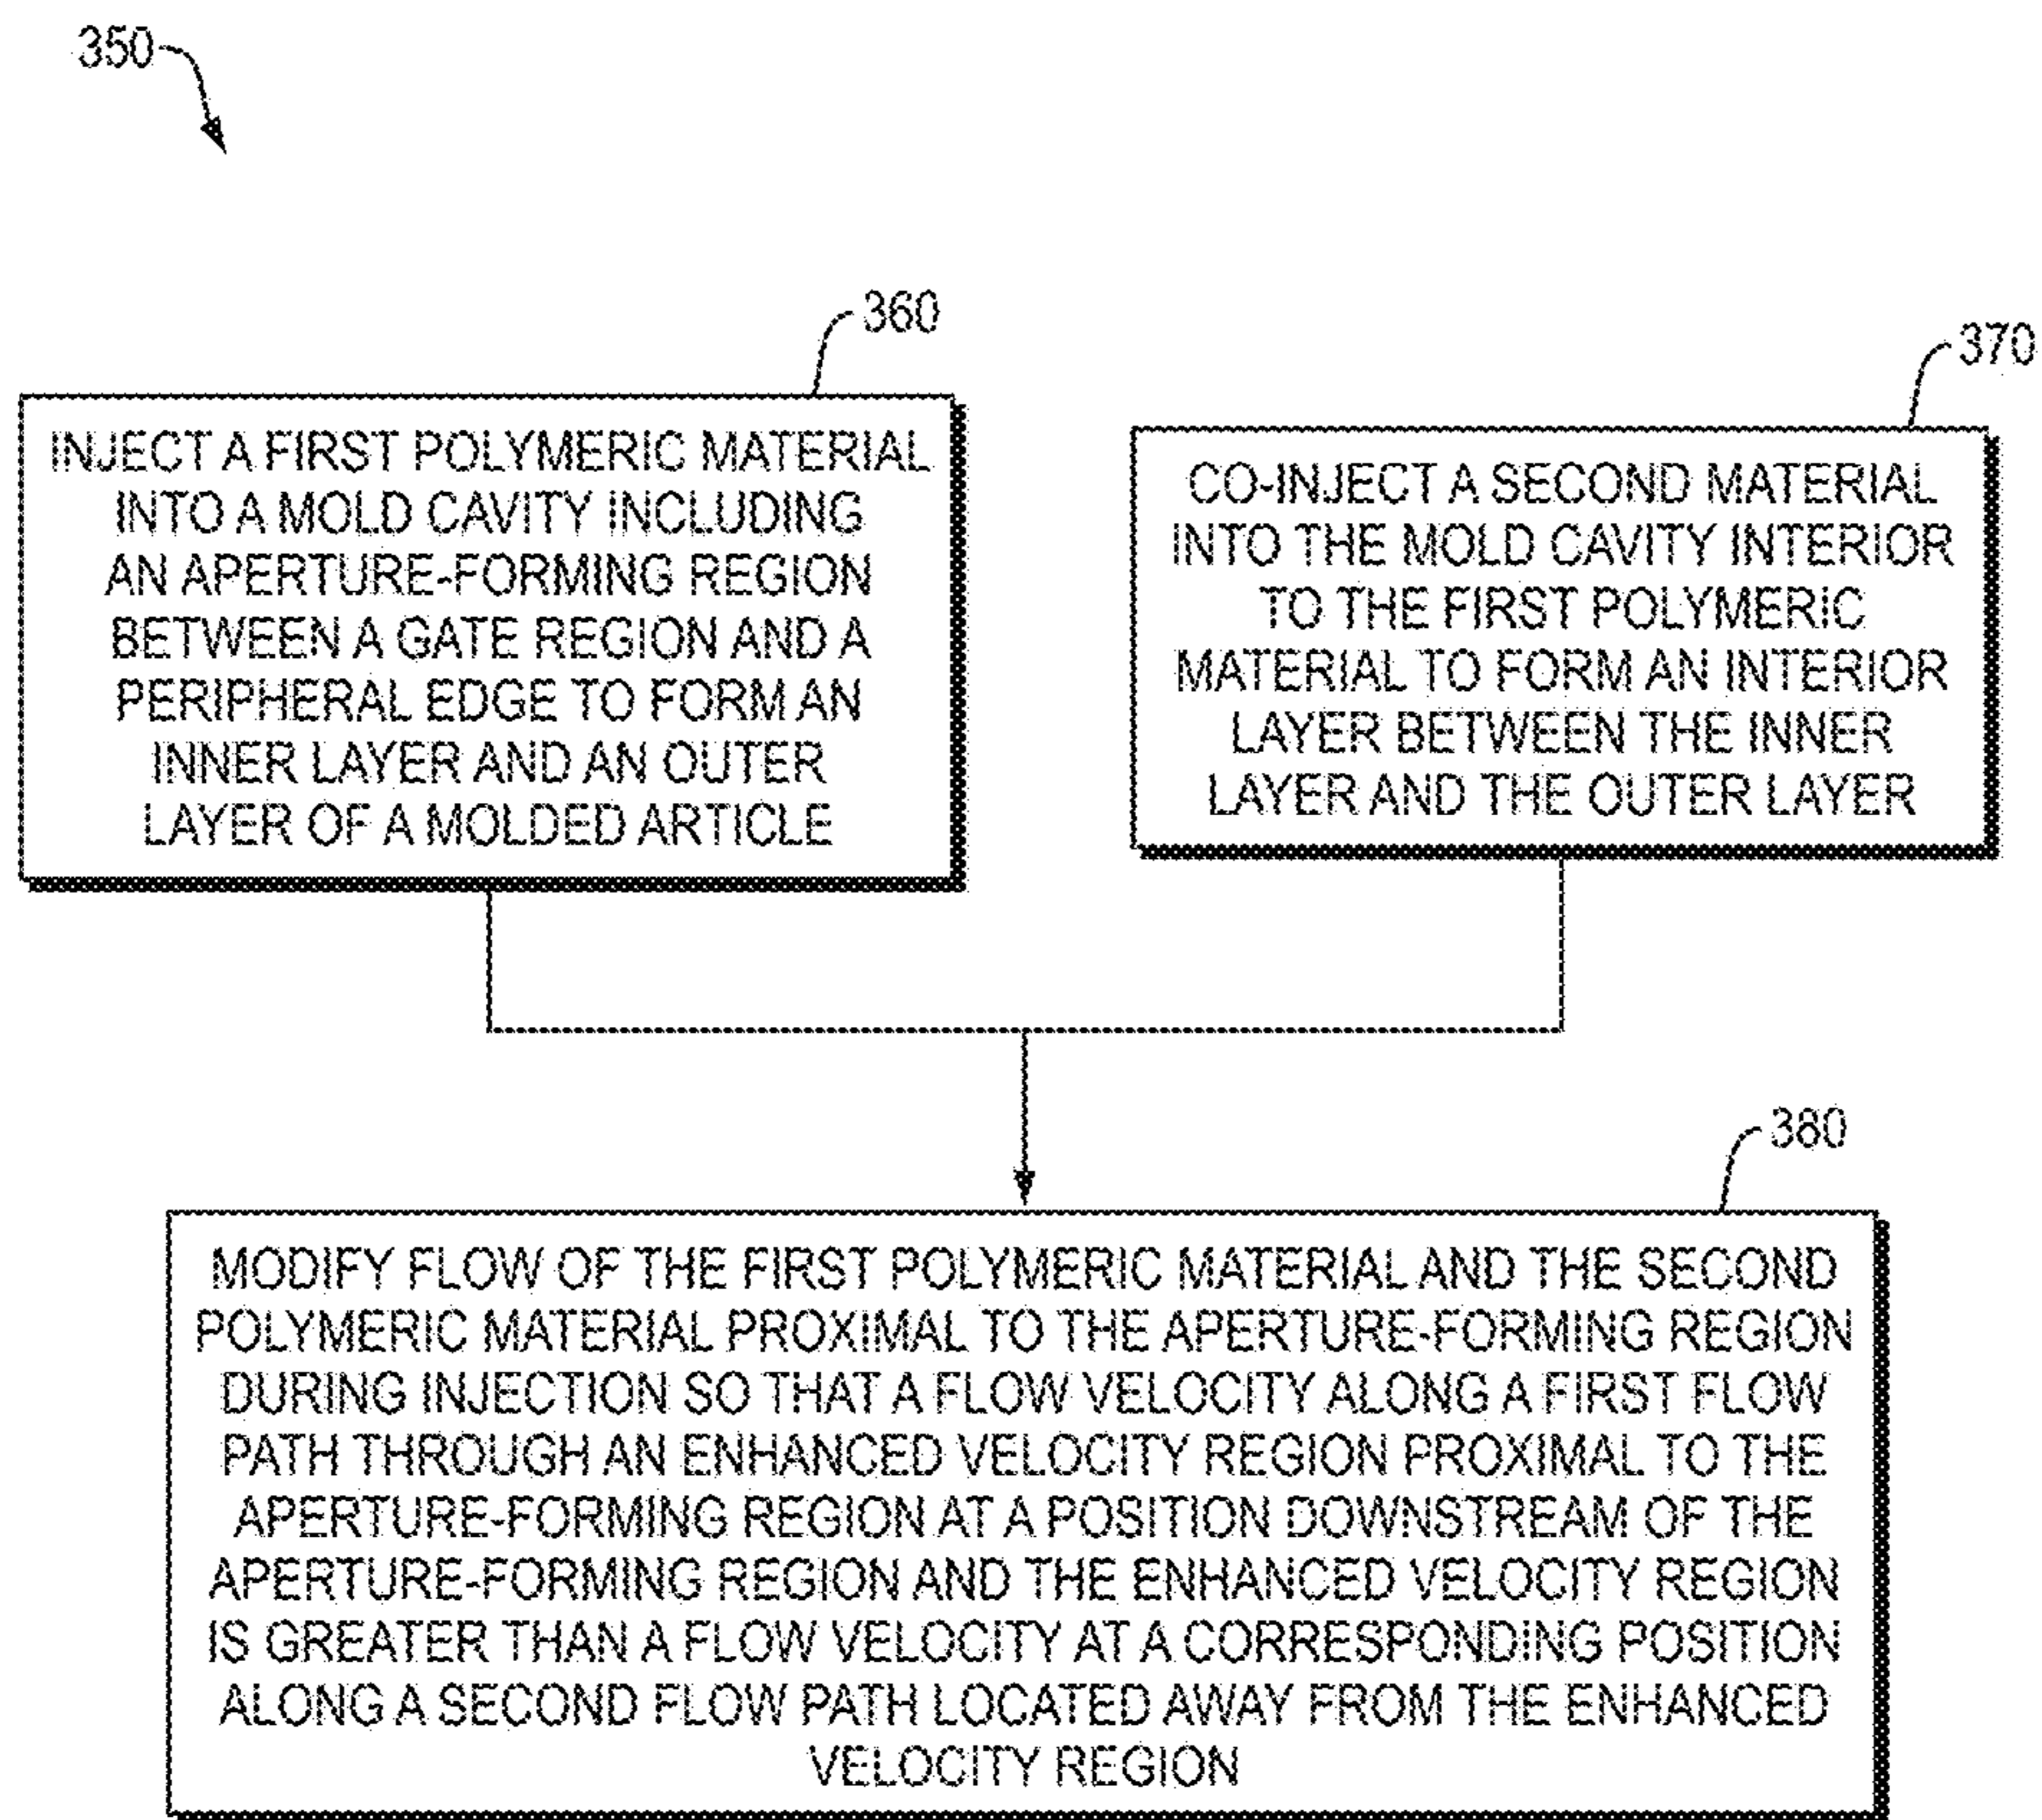 350
360
INJECT A FIRST POLYMERIC MATERIAL
INTO A MOLD CAVITY INCLUDING
AN APERTURE-FORMING REGION
BETWEEN A GATE REGION AND A
PERIPHERAL EDGE TO FORM AN
INNER LAYER AND AN OUTER
LAYER OF A MOLDED ARTICLE
370
CO-INJECT A SECOND MATERIAL
INTO THE MOLD CAVITY INTERIOR
TO THE FIRST POLYMERIC
MATERIAL TO FORM AN INTERIOR
LAYER BETWEEN THE INNER
LAYER AND THE OUTER LAYER
380
MODIFY FLOW OF THE FIRST POLYMERIC MATERIAL AND THE SECOND
POLYMERIC MATERIAL PROXIMAL TO THE APERTURE-FORMING REGION
DURING INJECTION SO THAT A FLOW VELOCITY ALONG A FIRST FLOW
PATH THROUGH AN ENHANCED VELOCITY REGION PROXIMAL TO THE
APERTURE-FORMING REGION AT A POSITION DOWNSTREAM OF THE
APERTURE-FORMING REGION AND THE ENHANCED VELOCITY REGION
IS GREATER THAN A FLOW VELOCITY AT A CORRESPONDING POSITION
ALONG A SECOND FLOW PATH LOCATED AWAY FROM THE ENHANCED
VELOCITY REGION